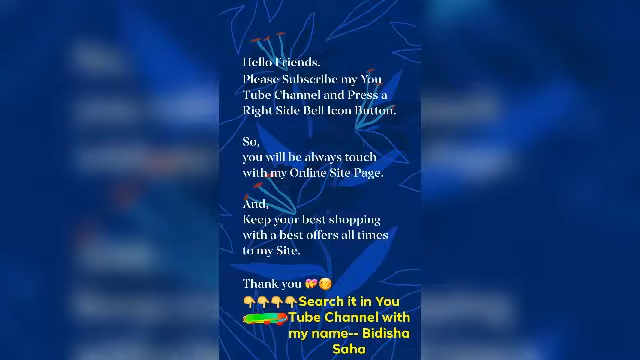 Hello Friends.
Please Subscribe my You
Tube Channel and Press a
Right Side Bell Icon Button.
So,
you will be always touch
with my Online Site Page.
And,
Keep your best shopping
with a best offers all times
to my Site.
Thank you 💝🥰
👇👇👇👇Search it in You
Tube Channel with
my name-- Bidisha
Saha